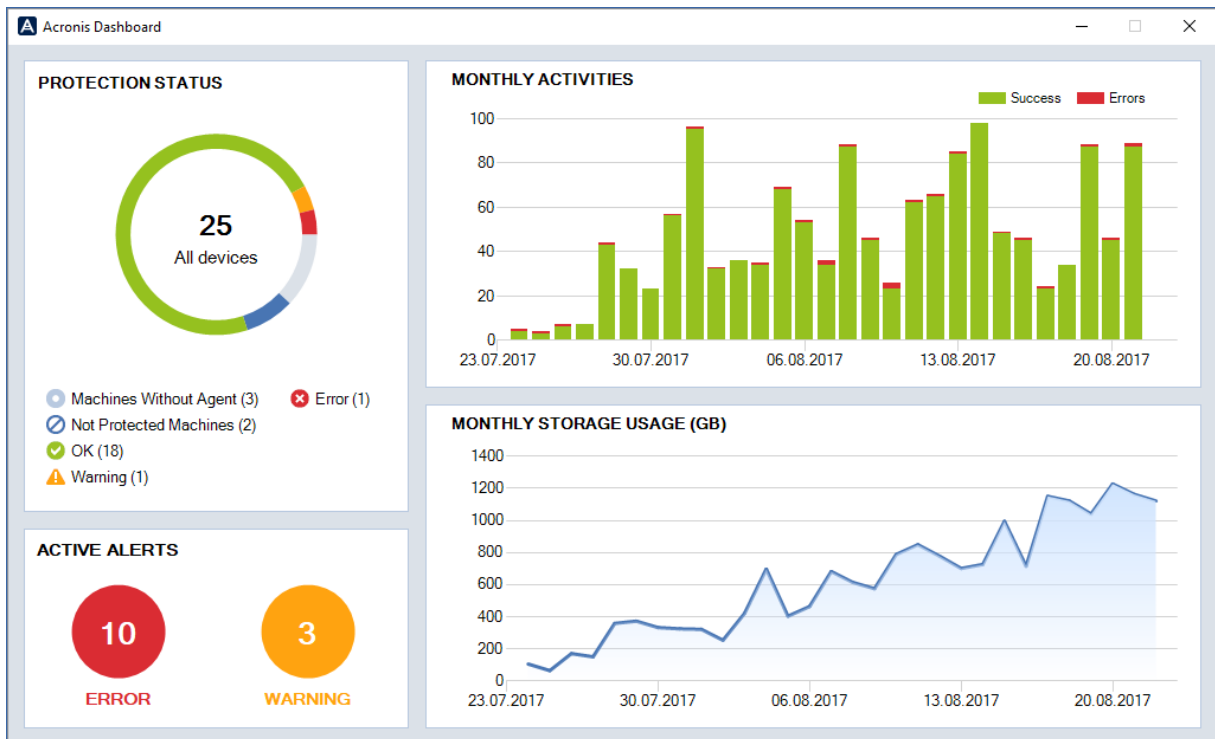 Acronis Dashboard
PROTECTION STATUS
25
All devices
Machines Without Agent (3)
Error (1)
Not Protected Machines (2)
OK (18)
Warning (1)
ACTIVE ALERTS
10
3
ERROR
WARNING
MONTHLY ACTIVITIES
Success
Errors
100
80
60
40
20
0
23.07.2017
30.07.2017
06.08.2017
13.08.2017
20.08.2017
MONTHLY STORAGE USAGE (GB)
1400
1200
1000
800
600
400
200
0
23.07.2017
30.07.2017
06.08.2017
13.08.2017
20.08.2017